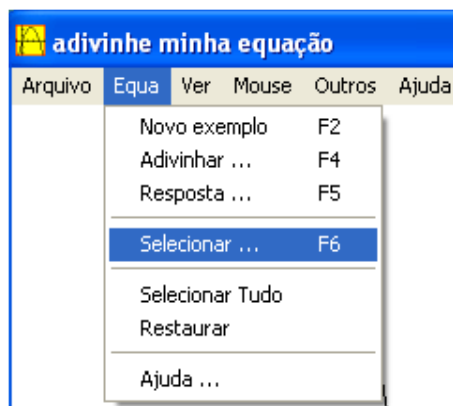 adivinhe minha equação
Arquivo Equa Ver Mouse Outros Ajuda
Novo exemplo F2
Adivinhar ... F4
Resposta ... F5
Selecionar ... F6
Selecionar Tudo
Restaurar
Ajuda ...